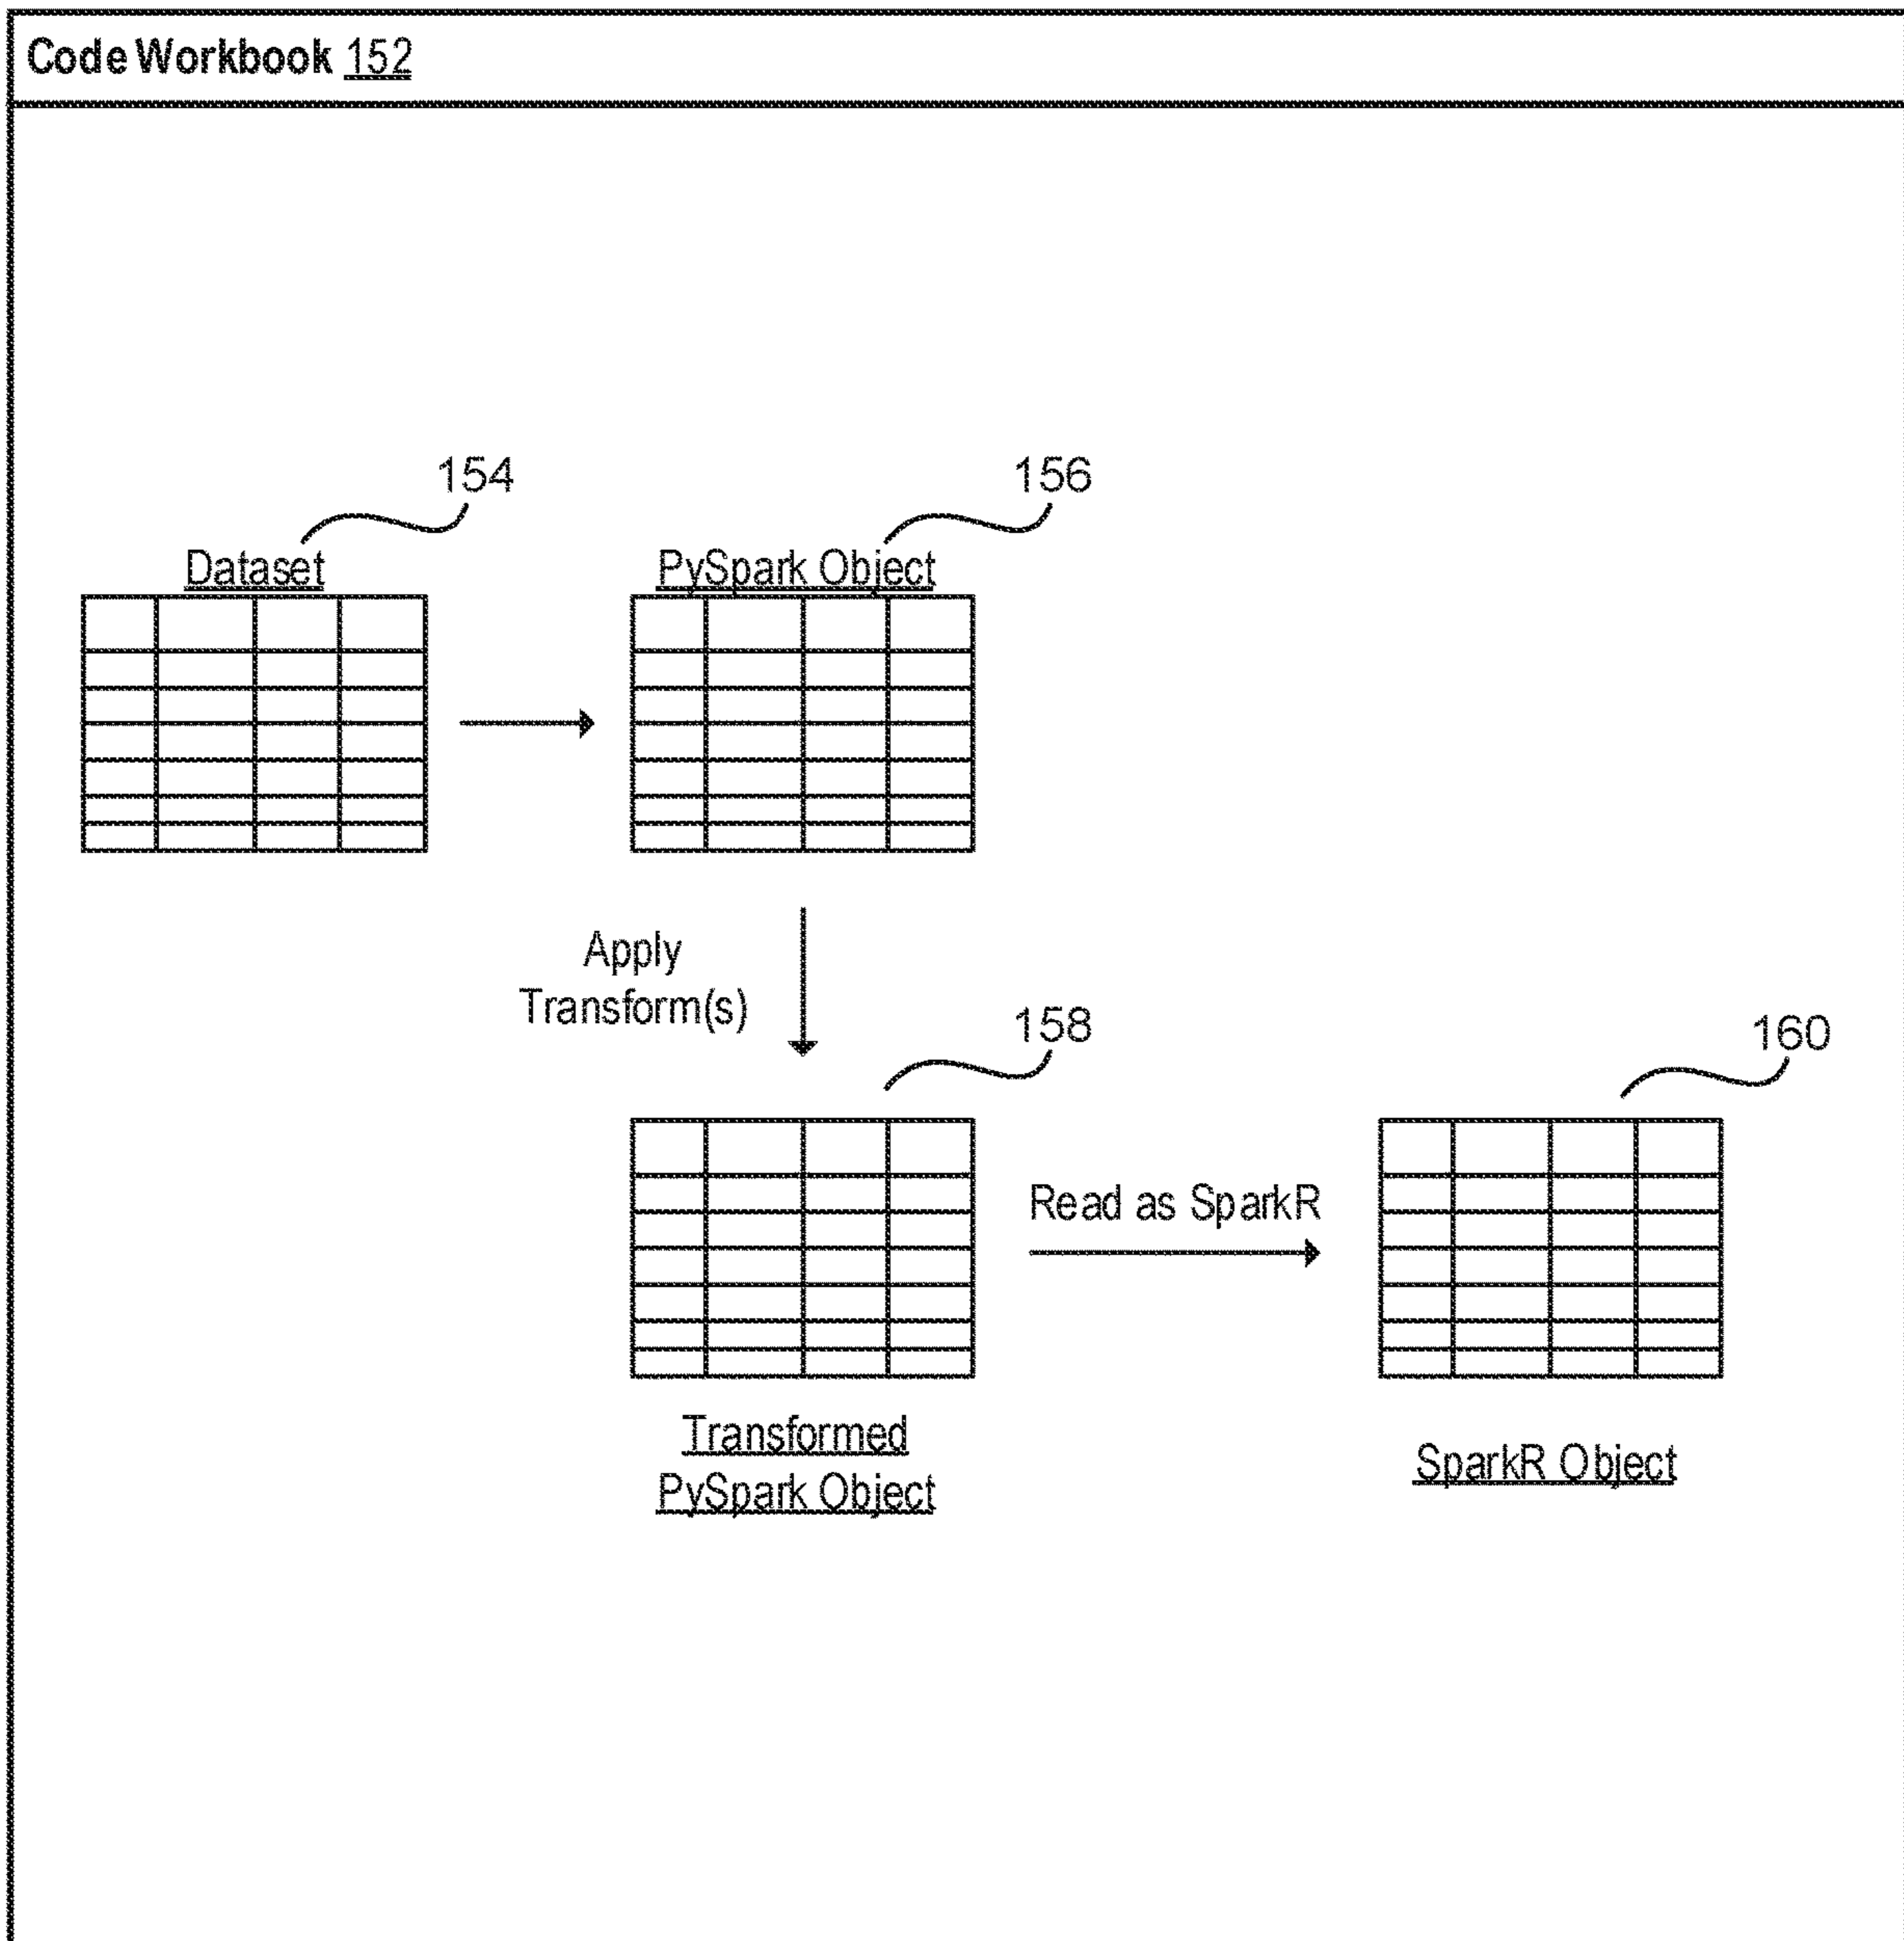 Code Workbook 152
154
156
Dataset
PySpark Object
Apply
Transform(s)
158
160
Read as SparkR
Transformed
PySpark Object
SparkR Object